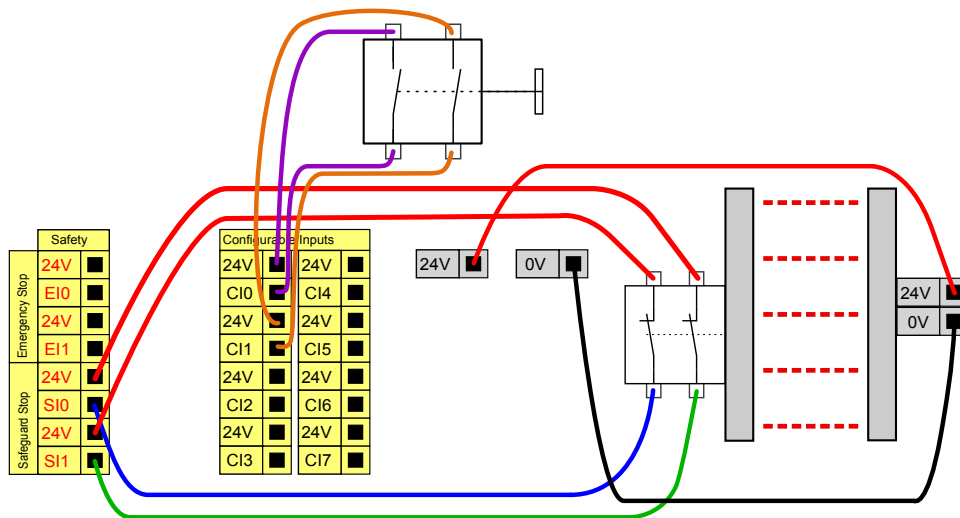 Safety
Emergency Stop
24V
EI0
24V
EI1
Safeguard Stop
24V
SI0
24V
SI1
Configurable Inputs
24V 24V
CI0 CI4
24V 24V
CI1 CI5
24V 24V
CI2 CI6
24V 24V
CI3 CI7
24V 0V
24V
0V